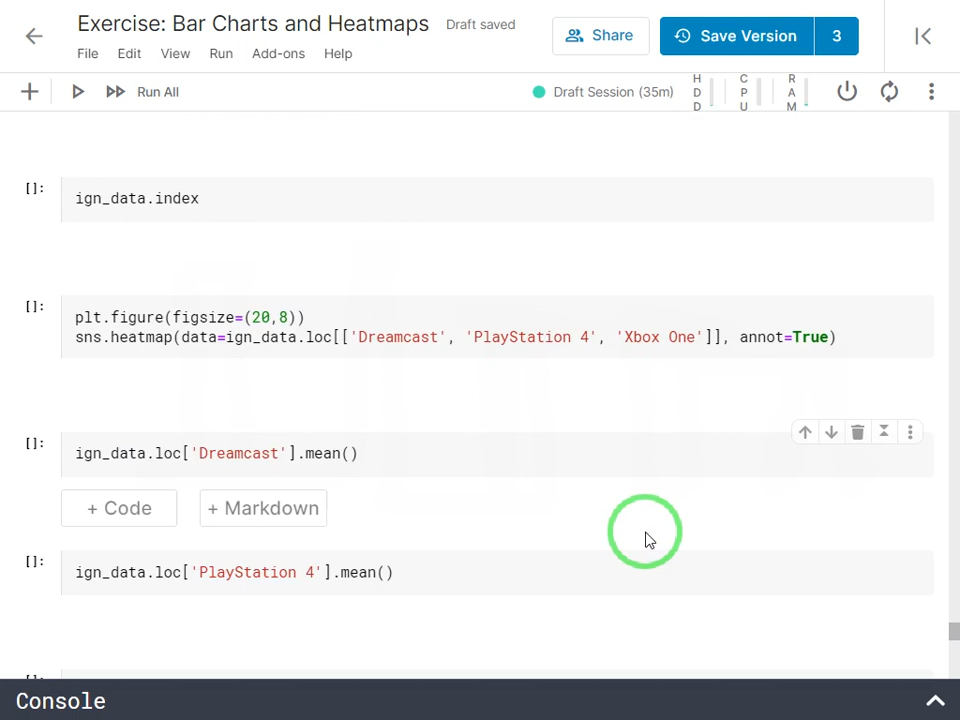 Exercise: Bar Charts and Heatmaps Draft saved
File Edit View Run Add-ons Help
Share
Save Version 3
Run All
Draft Session (35m)
HDD
CPU
RAM
[]: ign_data.index
[]: plt.figure(figsize=(20,8))
sns.heatmap(data=ign_data.loc[['Dreamcast', 'PlayStation 4', 'Xbox One']], annot=True)
[]: ign_data.loc['Dreamcast'].mean()
+ Code + Markdown
[]: ign_data.loc['PlayStation 4'].mean()
Console